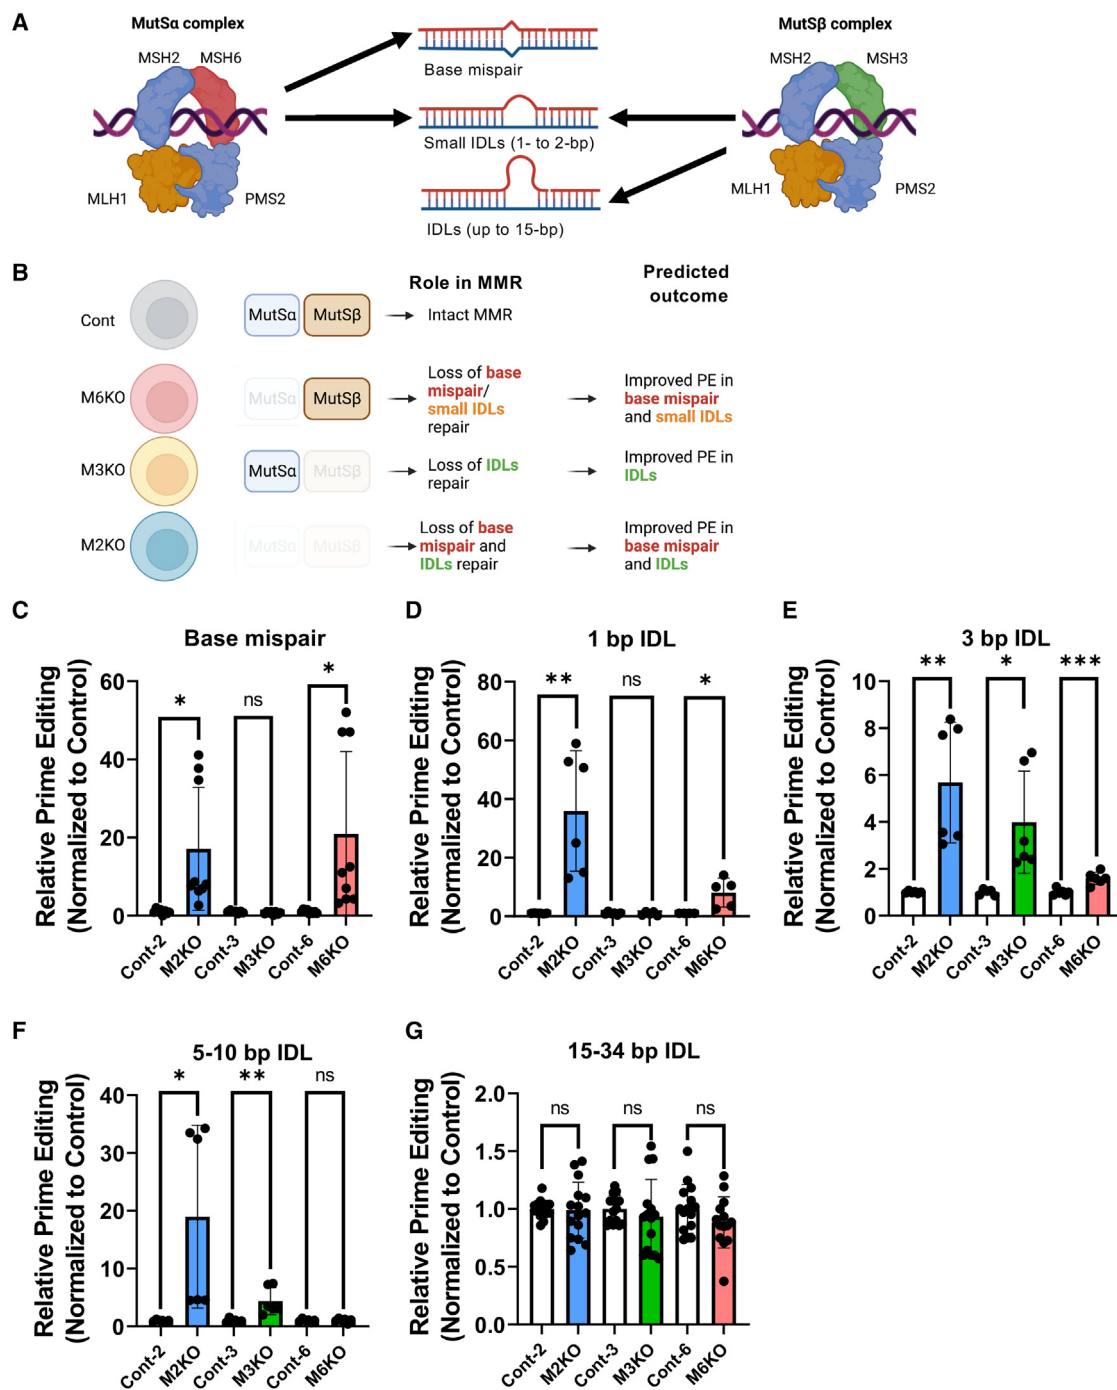 A
MutSα complex
MSH2 MSH6
MLH1
PMS2
Base mispair
Small IDLs (1- to 2-bp)
IDLs (up to 15-bp)
MutSβ complex
MSH2
MSH3
MLH1
PMS2
B
Role in MMR
Predicted
outcome
Cont
MutSα MutSβ
Intact MMR
M6KO
MutSα MutSβ
Loss of base
mispair/
small IDLs
repair
Improved PE in
base mispair
and small IDLs
M3KO
MutSα MutSβ
Loss of IDLs
repair
Improved PE in
IDLs
M2KO
MutSα MutSβ
Loss of base
mispair and
IDLs repair
Improved PE in
base mispair
and IDLs
C
Base mispair
Relative Prime Editing
(Normalized to Control)
60
40
20
0
* ns *
Cont-2 M2KO Cont-3 M3KO Cont-6 M6KO
D
1 bp IDL
Relative Prime Editing
(Normalized to Control)
80
60
40
20
0
** ns *
Cont-2 M2KO Cont-3 M3KO Cont-6 M6KO
E
3 bp IDL
Relative Prime Editing
(Normalized to Control)
10
8
6
4
2
0
** * ***
Cont-2 M2KO Cont-3 M3KO Cont-6 M6KO
F
5-10 bp IDL
Relative Prime Editing
(Normalized to Control)
40
30
20
10
0
* ** ns
Cont-2 M2KO Cont-3 M3KO Cont-6 M6KO
G
15-34 bp IDL
Relative Prime Editing
(Normalized to Control)
2.0
1.5
1.0
0.5
0.0
ns ns ns
Cont-2 M2KO Cont-3 M3KO Cont-6 M6KO